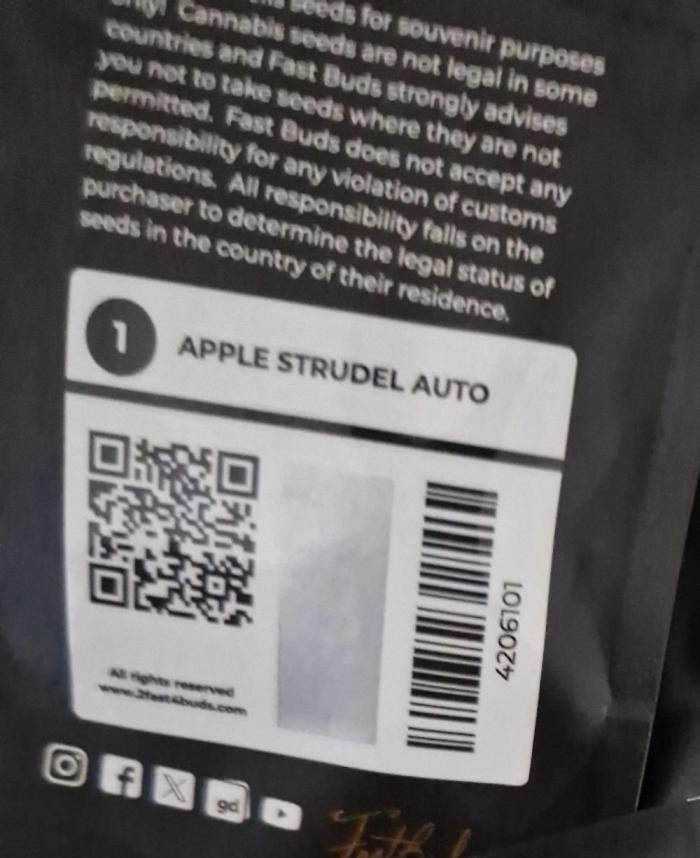 seeds for souvenir purposes
only! Cannabis seeds are not legal in some
countries and Fast Buds strongly advises
you not to take seeds where they are not
permitted. Fast Buds does not accept any
responsibility for any violation of customs
regulations. All responsibility falls on the
purchaser to determine the legal status of
seeds in the country of their residence.
1 APPLE STRUDEL AUTO
4206101
All rights reserved
www.2fast4buds.com
gd